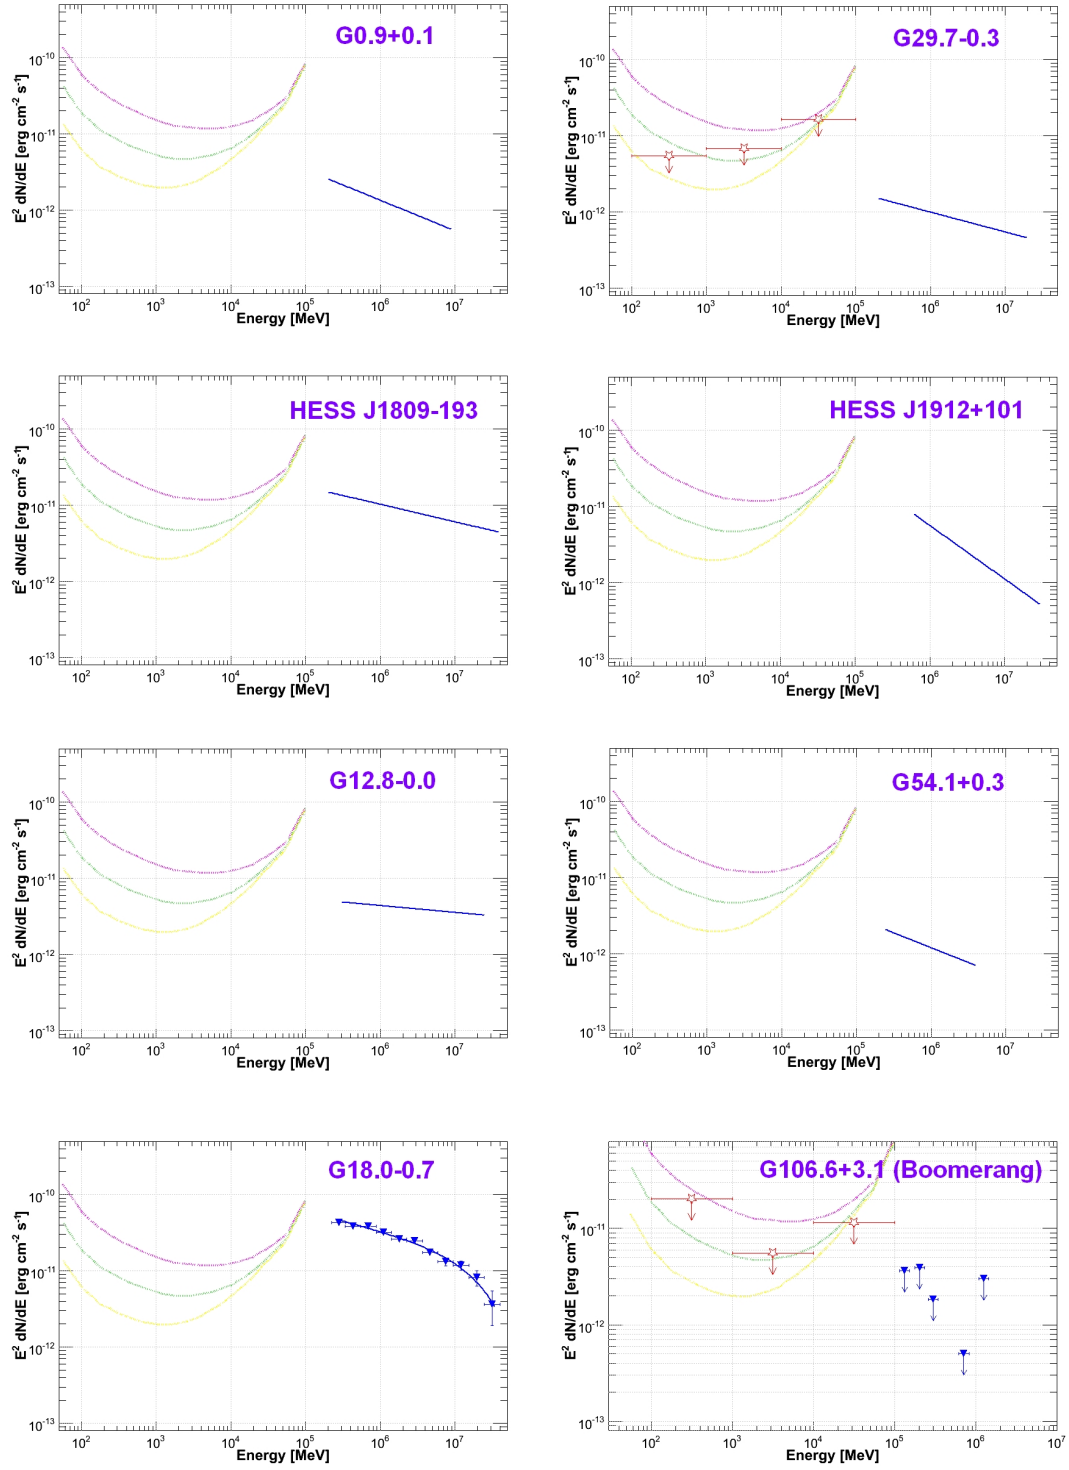 G0.9+0.1
E² dN/dE [erg cm⁻² s⁻¹]
10⁻¹⁰
10⁻¹¹
10⁻¹²
10⁻¹³
10² 10³ 10⁴ 10⁵ 10⁶ 10⁷
Energy [MeV]
G29.7-0.3
E² dN/dE [erg cm⁻² s⁻¹]
10⁻¹⁰
10⁻¹¹
10⁻¹²
10⁻¹³
10² 10³ 10⁴ 10⁵ 10⁶ 10⁷
Energy [MeV]
HESS J1809-193
E² dN/dE [erg cm⁻² s⁻¹]
10⁻¹⁰
10⁻¹¹
10⁻¹²
10⁻¹³
10² 10³ 10⁴ 10⁵ 10⁶ 10⁷
Energy [MeV]
HESS J1912+101
E² dN/dE [erg cm⁻² s⁻¹]
10⁻¹⁰
10⁻¹¹
10⁻¹²
10⁻¹³
10² 10³ 10⁴ 10⁵ 10⁶ 10⁷
Energy [MeV]
G12.8-0.0
E² dN/dE [erg cm⁻² s⁻¹]
10⁻¹⁰
10⁻¹¹
10⁻¹²
10⁻¹³
10² 10³ 10⁴ 10⁵ 10⁶ 10⁷
Energy [MeV]
G54.1+0.3
E² dN/dE [erg cm⁻² s⁻¹]
10⁻¹⁰
10⁻¹¹
10⁻¹²
10⁻¹³
10² 10³ 10⁴ 10⁵ 10⁶ 10⁷
Energy [MeV]
G18.0-0.7
E² dN/dE [erg cm⁻² s⁻¹]
10⁻¹⁰
10⁻¹¹
10⁻¹²
10⁻¹³
10² 10³ 10⁴ 10⁵ 10⁶ 10⁷
Energy [MeV]
G106.6+3.1 (Boomerang)
E² dN/dE [erg cm⁻² s⁻¹]
10⁻¹¹
10⁻¹²
10⁻¹³
10² 10³ 10⁴ 10⁵ 10⁶ 10⁷
Energy [MeV]